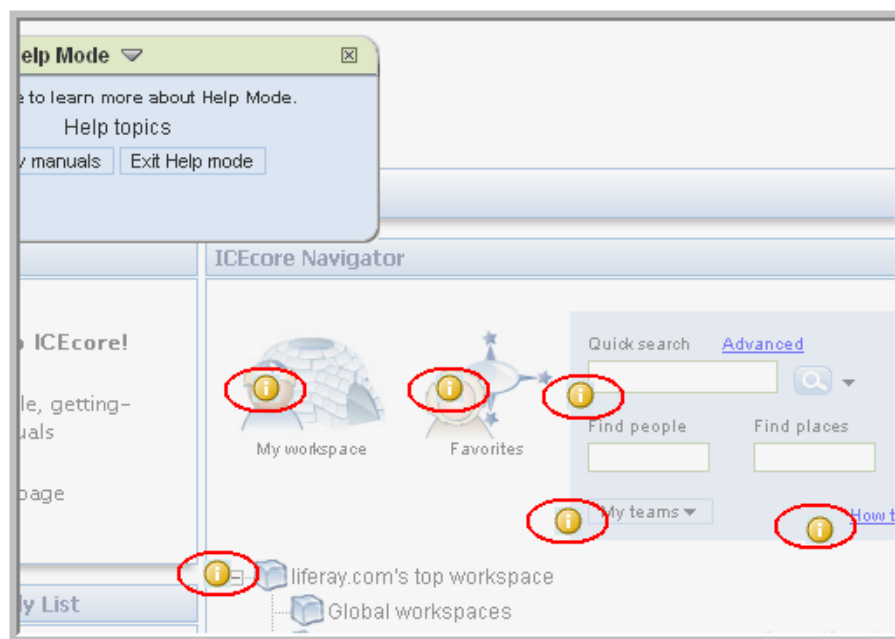 elp Mode
e to learn more about Help Mode.
Help topics
manuals Exit Help mode
ICEcore Navigator
ICEcore!
Quick search Advanced
le, getting-
uals
My workspace Favorites
Find people Find places
page
My teams How t
liferay.com's top workspace
Global workspaces
ly List